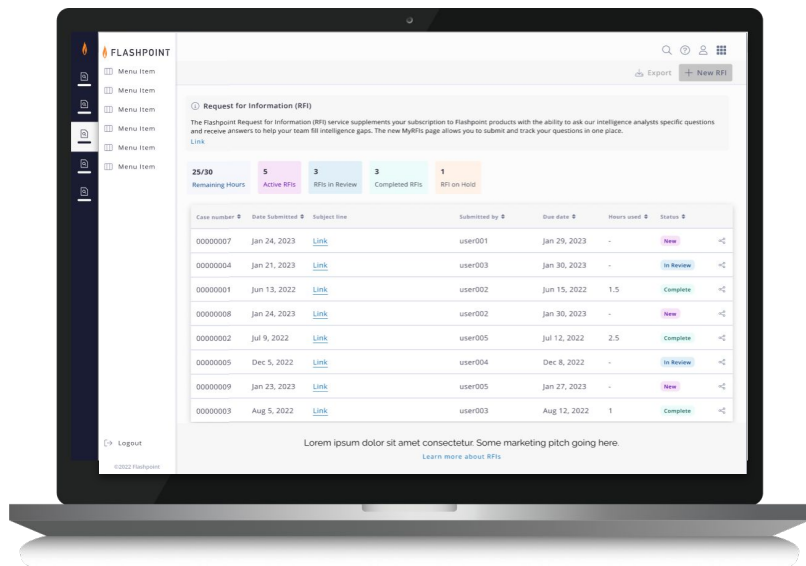 FLASHPOINT
Menu Item
Menu Item
Menu Item
Menu Item
Menu Item
Menu Item
Logout
©2022 Flashpoint
Export
New RFI
Request for Information (RFI)
The Flashpoint Request for Information (RFI) service supplements your subscription to Flashpoint products with the ability to ask our intelligence analysts specific questions
and receive answers to help your team fill intelligence gaps. The new MyRFIs page allows you to submit and track your questions in one place.
Link
25/30
Remaining Hours
5
Active RFIs
3
RFIs in Review
3
Completed RFIs
1
RFI on Hold
Case number Date Submitted Subject line Submitted by Due date Hours used Status
00000007 Jan 24, 2023 Link user001 Jan 29, 2023 - New
00000004 Jan 21, 2023 Link user003 Jan 30, 2023 - In Review
00000001 Jun 13, 2022 Link user002 Jun 15, 2022 1.5 Complete
00000008 Jan 24, 2023 Link user002 Jan 30, 2023 - New
00000002 Jul 9, 2022 Link user005 Jul 12, 2022 2.5 Complete
00000005 Dec 5, 2022 Link user004 Dec 8, 2022 - In Review
00000009 Jan 23, 2023 Link user005 Jan 27, 2023 - New
00000003 Aug 5, 2022 Link user003 Aug 12, 2022 1 Complete
Lorem ipsum dolor sit amet consectetur. Some marketing pitch going here.
Learn more about RFIs